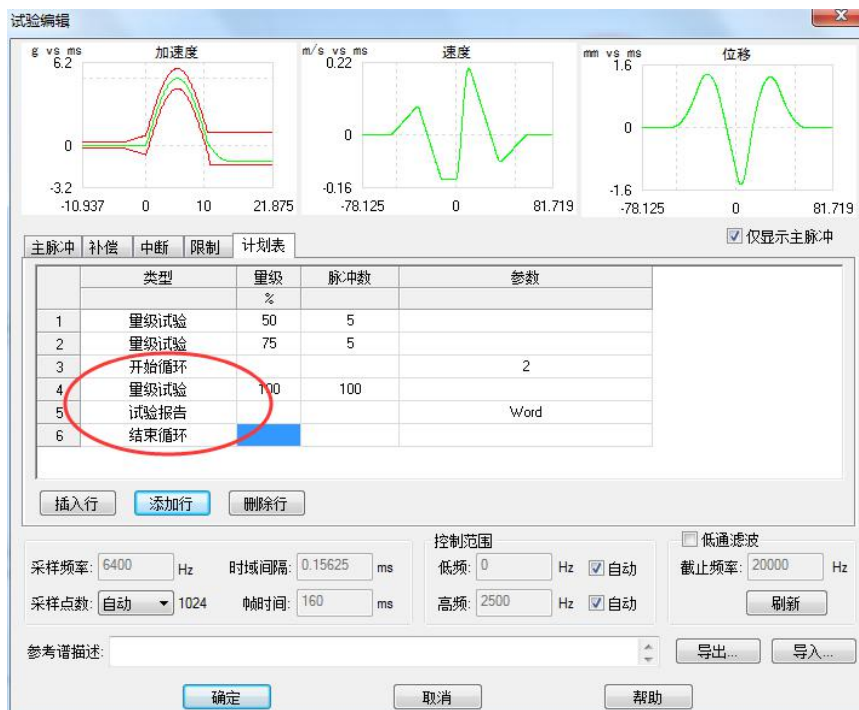 试验编辑
g vs ms 加速度
6.2
0
-3.2
-10.937 0 10 21.875
m/s vs ms 速度
0.22
0
-0.16
-78.125 0 81.719
mm vs ms 位移
1.6
0
-1.6
-78.125 0 81.719
仅显示主脉冲
主脉冲 补偿 中断 限制 计划表
类型 量级 脉冲数 参数
%
1 量级试验 50 5
2 量级试验 75 5
3 开始循环 2
4 量级试验 100 100
5 试验报告 Word
6 结束循环
插入行 添加行 删除行
控制范围 低通滤波
采样频率: 6400 Hz 时域间隔: 0.15625 ms 低频: 0 Hz 自动 截止频率: 20000 Hz
采样点数: 自动 1024 帧时间: 160 ms 高频: 2500 Hz 自动 刷新
参考谱描述: 导出... 导入...
确定 取消 帮助